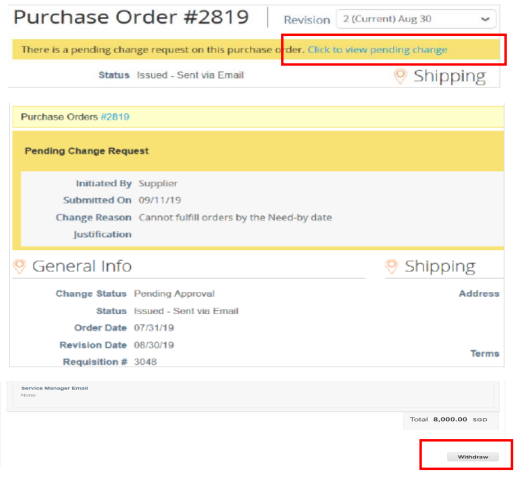 Purchase Order #2819 Revision 2 (Current) Aug 30
There is a pending change request on this purchase order. Click to view pending change
Status Issued - Sent via Email Shipping
Purchase Orders #2819
Pending Change Request
Initiated By Supplier
Submitted On 09/11/19
Change Reason Cannot fulfill orders by the Need-by date
Justification
General Info Shipping
Change Status Pending Approval Address
Status Issued - Sent via Email
Order Date 07/31/19
Revision Date 08/30/19 Terms
Requisition # 3048
Service Manager Email
None
Total 8,000.00 SGD
Withdraw